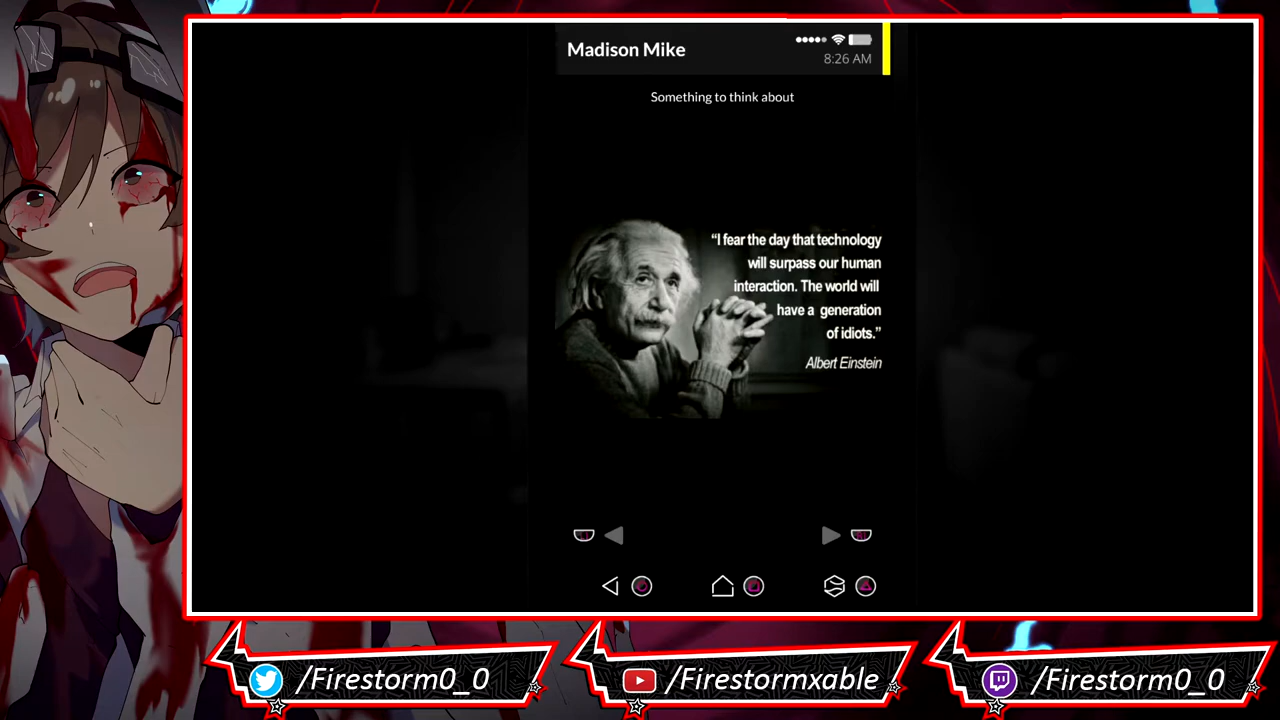 Madison Mike
8:26 AM
Something to think about
“I fear the day that technology
will surpass our human
interaction. The world will
have a generation
of idiots.”
Albert Einstein
/Firestorm0_0
/Firestormxable
/Firestorm0_0